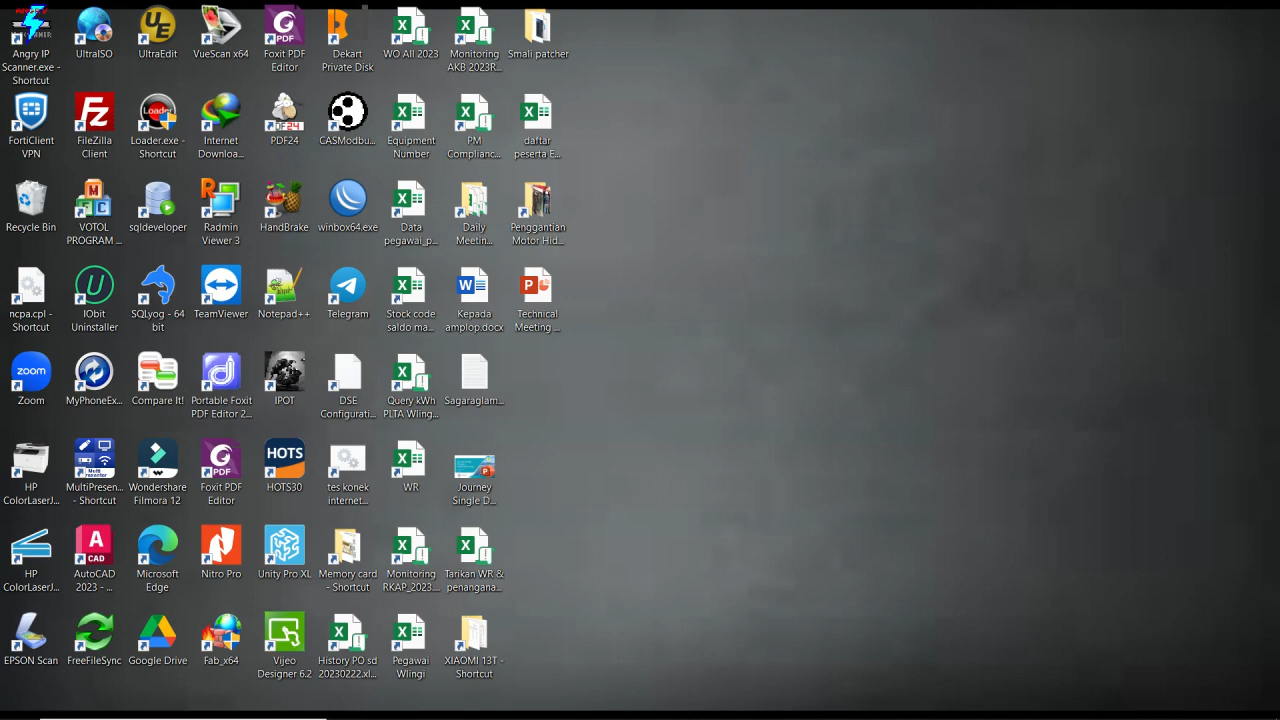 Angry IP
Scanner.exe -
Shortcut
UltraISO
UltraEdit
VueScan x64
PDF
Foxit PDF
Editor
Dekart
Private Disk
WO All 2023
Monitoring
AKB 2023R...
Smali patcher
FortiClient
VPN
FileZilla
Client
Loader
Loader.exe -
Shortcut
Internet
Downloa...
PDF24
CASModbu...
Equipment
Number
PM
Complianc...
daftar
peserta E...
Recycle Bin
VOTOL
PROGRAM ...
sqldeveloper
Radmin
Viewer 3
HandBrake
winbox64.exe
Data
pegawai_p...
Daily
Meetin...
Penggantian
Motor Hid...
ncpa.cpl -
Shortcut
IObit
Uninstaller
SQLyog - 64
bit
TeamViewer
Notepad++
Telegram
Stock code
saldo ma...
Kepada
amplop.docx
Technical
Meeting ...
zoom
Zoom
MyPhoneEx...
Compare It!
Portable Foxit
PDF Editor 2...
IPOT
DSE
Configurati...
Query kWh
PLTA Wling...
Sagaraglam...
HP
ColorLaserJ...
MultiPresen...
- Shortcut
Wondershare
Filmora 12
PDF
Foxit PDF
Editor
HOTS
HOTS30
tes konek
internet...
WR
Journey
Single D...
HP
ColorLaserJ...
A
CAD
AutoCAD
2023 - ...
Microsoft
Edge
Nitro Pro
Unity Pro XL
Memory card
- Shortcut
Monitoring
RKAP_2023...
Tarikan WR &
penangana...
EPSON Scan
FreeFileSync
Google Drive
Fab_x64
Vijeo
Designer 6.2
History PO sd
20230222.xl...
Pegawai
Wlingi
XIAOMI 13T -
Shortcut